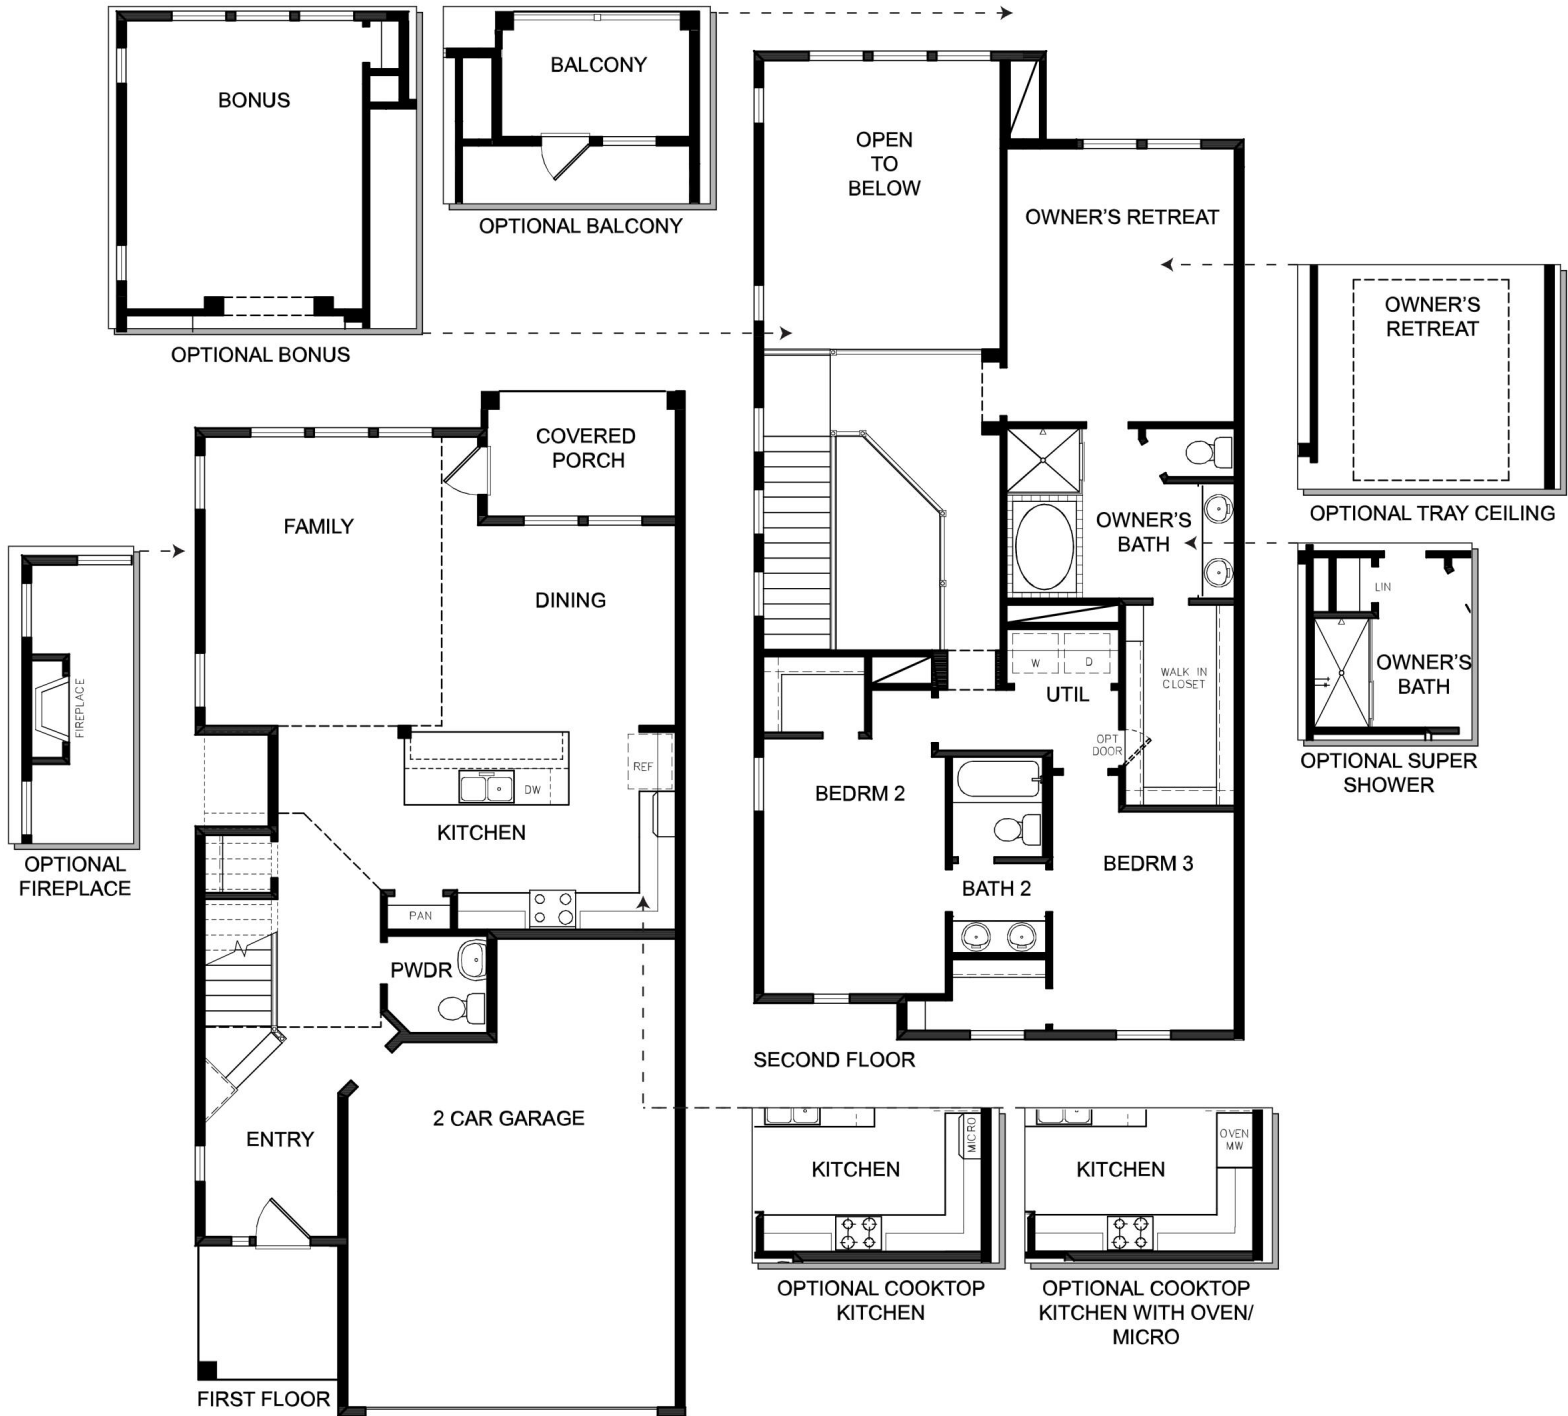 BONUS
OPTIONAL BONUS
BALCONY
OPTIONAL BALCONY
OPEN
TO
BELOW
OWNER'S RETREAT
OWNER'S
RETREAT
OPTIONAL TRAY CEILING
OWNER'S
BATH
LIN
OWNER'S
BATH
OPTIONAL SUPER
SHOWER
W
D
UTIL
WALK IN
CLOSET
OPT
DOOR
BEDRM 2
BEDRM 3
BATH 2
SECOND FLOOR
COVERED
PORCH
FAMILY
DINING
FIREPLACE
OPTIONAL
FIREPLACE
REF
DW
KITCHEN
PAN
PWDR
2 CAR GARAGE
ENTRY
FIRST FLOOR
MICRO
KITCHEN
OPTIONAL COOKTOP
KITCHEN
OVEN
MW
KITCHEN
OPTIONAL COOKTOP
KITCHEN WITH OVEN/
MICRO